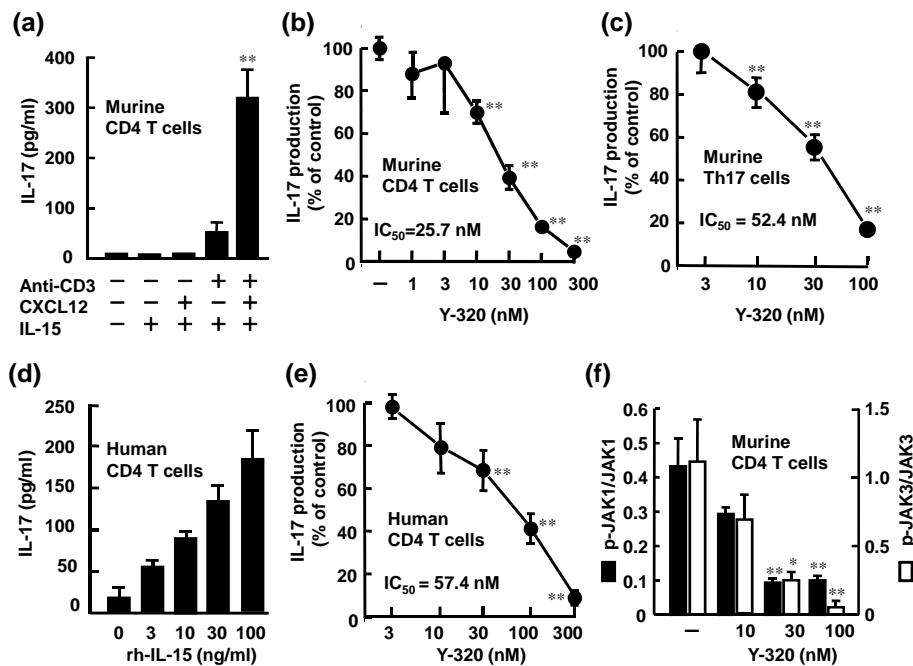 (a)
400
300
200
100
0
IL-17 (pg/ml)
Murine
CD4 T cells
**
Anti-CD3 – – – + +
CXCL12 – – + – +
IL-15 – + + + +
(b)
100
80
60
40
20
0
IL-17 production
(% of control)
Murine
CD4 T cells
IC50=25.7 nM
** ** ** **
– 1 3 10 30 100 300
Y-320 (nM)
(c)
100
80
60
40
20
0
IL-17 production
(% of control)
Murine
Th17 cells
IC50 = 52.4 nM
** ** **
3 10 30 100
Y-320 (nM)
(d)
250
200
150
100
50
0
IL-17 (pg/ml)
Human
CD4 T cells
0 3 10 30 100
rh-IL-15 (ng/ml)
(e)
100
80
60
40
20
0
IL-17 production
(% of control)
Human
CD4 T cells
IC50 = 57.4 nM
** ** **
3 10 30 100 300
Y-320 (nM)
(f)
0.6
0.5
0.4
0.3
0.2
0.1
0
p-JAK1/JAK1
Murine
CD4 T cells
** * ** **
1.5
1.0
0.5
0
p-JAK3/JAK3
– 10 30 100
Y-320 (nM)